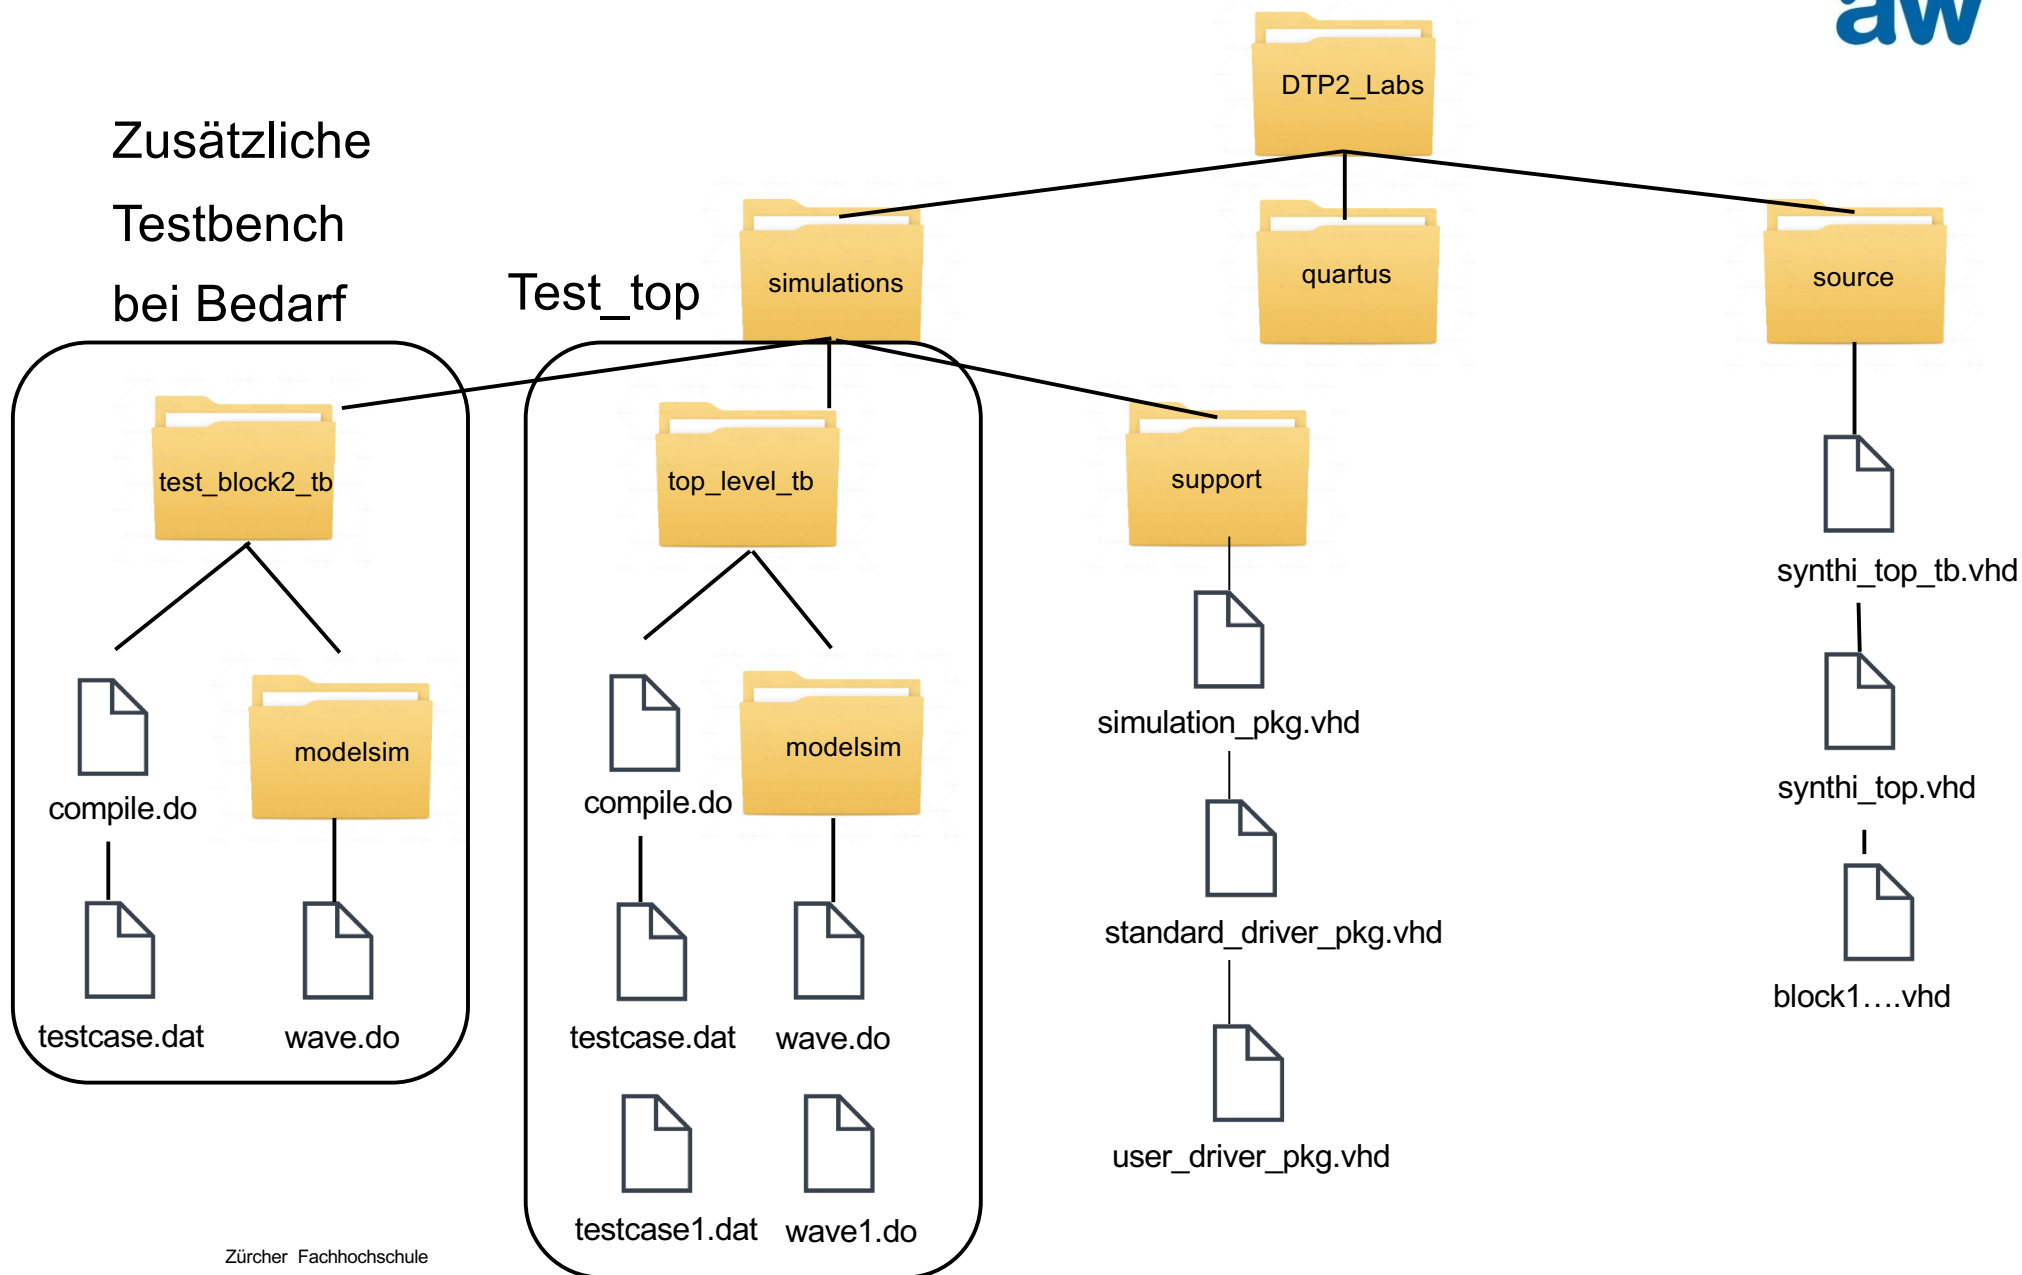 aw
DTP2_Labs
Zusätzliche
Testbench
bei Bedarf
Test_top
simulations
quartus
source
test_block2_tb
top_level_tb
support
synthi_top_tb.vhd
simulation_pkg.vhd
modelsim
modelsim
compile.do
compile.do
synthi_top.vhd
standard_driver_pkg.vhd
block1….vhd
testcase.dat
wave.do
testcase.dat
wave.do
user_driver_pkg.vhd
testcase1.dat
wave1.do
Zürcher Fachhochschule